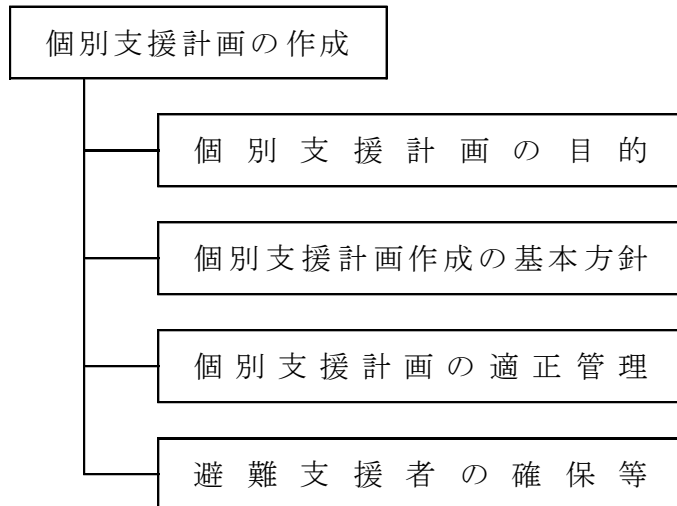 個別支援計画の作成
個別支援計画の目的
個別支援計画作成の基本方針
個別支援計画の適正管理
避難支援者の確保等